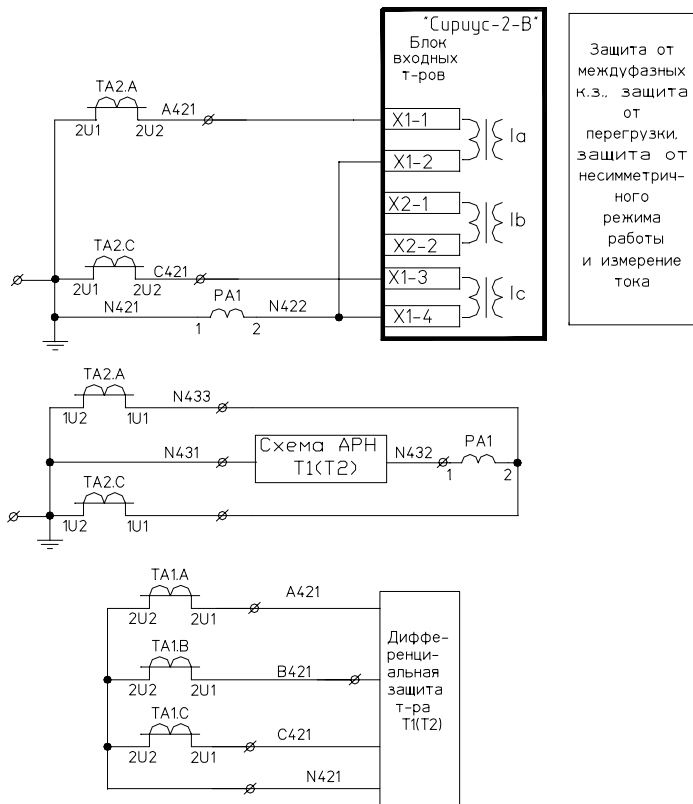 "Сириус-2-В"
Блок
входных
т-ров
TA2.A
A421
2U1
2U2
X1-1
X1-2
Ia
X2-1
X2-2
Ib
TA2.C
C421
2U1
2U2
X1-3
X1-4
Ic
N421
PA1
N422
1
2
Защита от
междуфазных
к.з., защита
от
перегрузки,
защита от
несимметрич-
ного
режима
работы
и измерение
тока
TA2.A
N433
1U2
1U1
N431
Схема АРН
Т1(Т2)
N432
PA1
1
2
TA2.C
1U2
1U1
TA1.A
A421
2U2
2U1
TA1.B
B421
2U2
2U1
TA1.C
C421
2U2
2U1
N421
Диффе-
ренци-
альная
защита
т-ра
Т1(Т2)